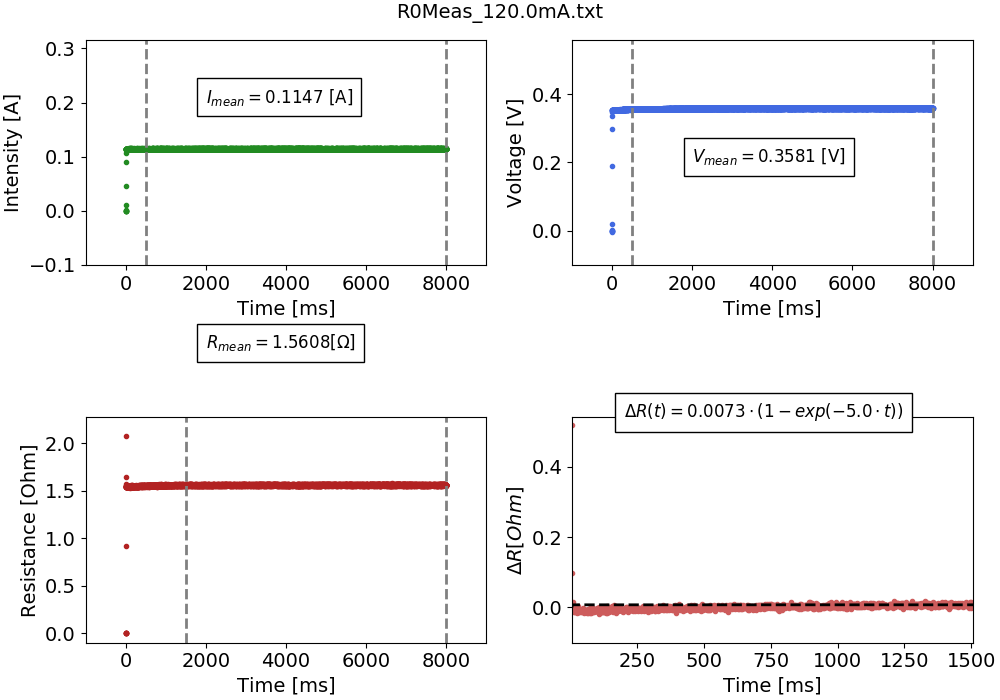 R0Meas_120.0mA.txt
Intensity [A]
0.3
0.2
0.1
0.0
−0.1
I_mean = 0.1147 [A]
0
2000
4000
6000
8000
Time [ms]
Voltage [V]
0.4
0.2
0.0
V_mean = 0.3581 [V]
0
2000
4000
6000
8000
Time [ms]
R_mean = 1.5608[Ω]
Resistance [Ohm]
2.0
1.5
1.0
0.5
0.0
0
2000
4000
6000
8000
Time [ms]
ΔR(t) = 0.0073 · (1 − exp(−5.0 · t))
ΔR[Ohm]
0.4
0.2
0.0
250
500
750
1000
1250
1500
Time [ms]